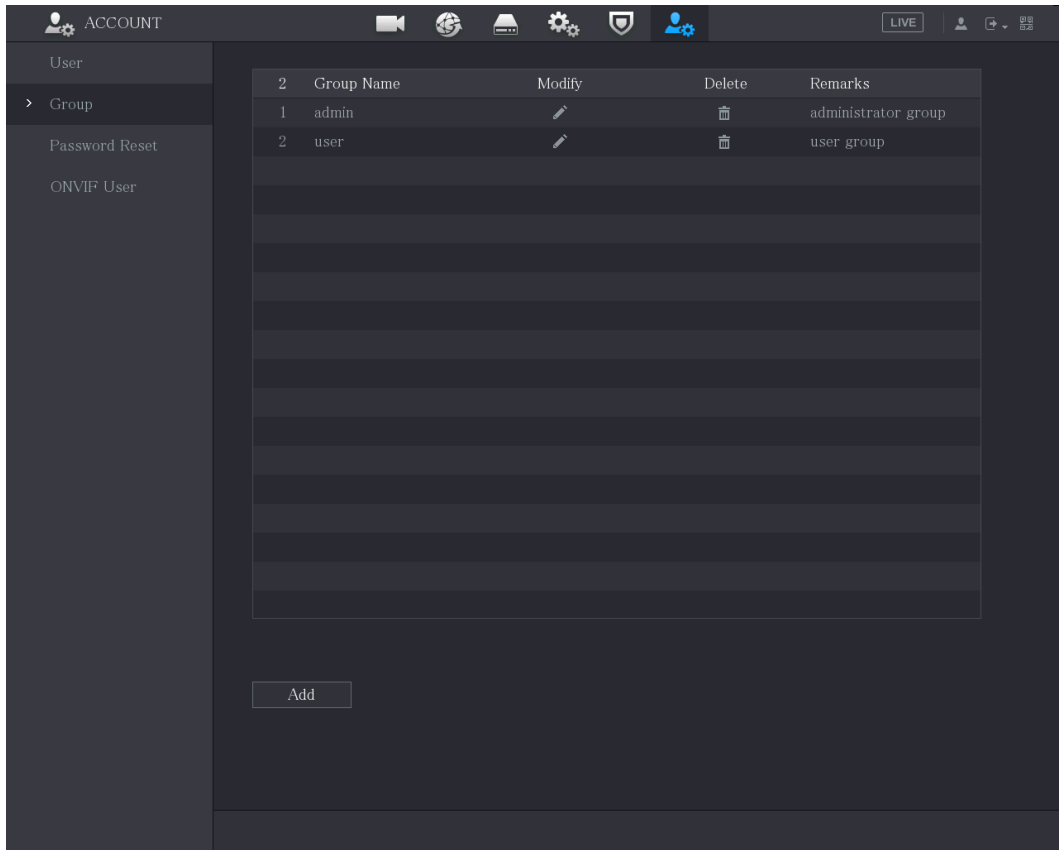 ACCOUNT LIVE
User
Group
Password Reset
ONVIF User
2 Group Name Modify Delete Remarks
1 admin administrator group
2 user user group
Add